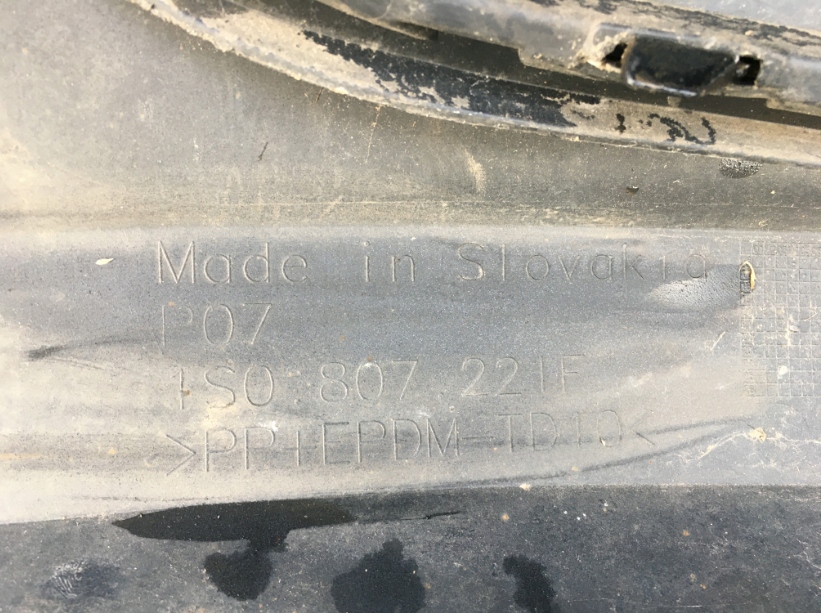 Made in Slovakia
P07
1S0 807 221F
>PP+EPDM-TD10<